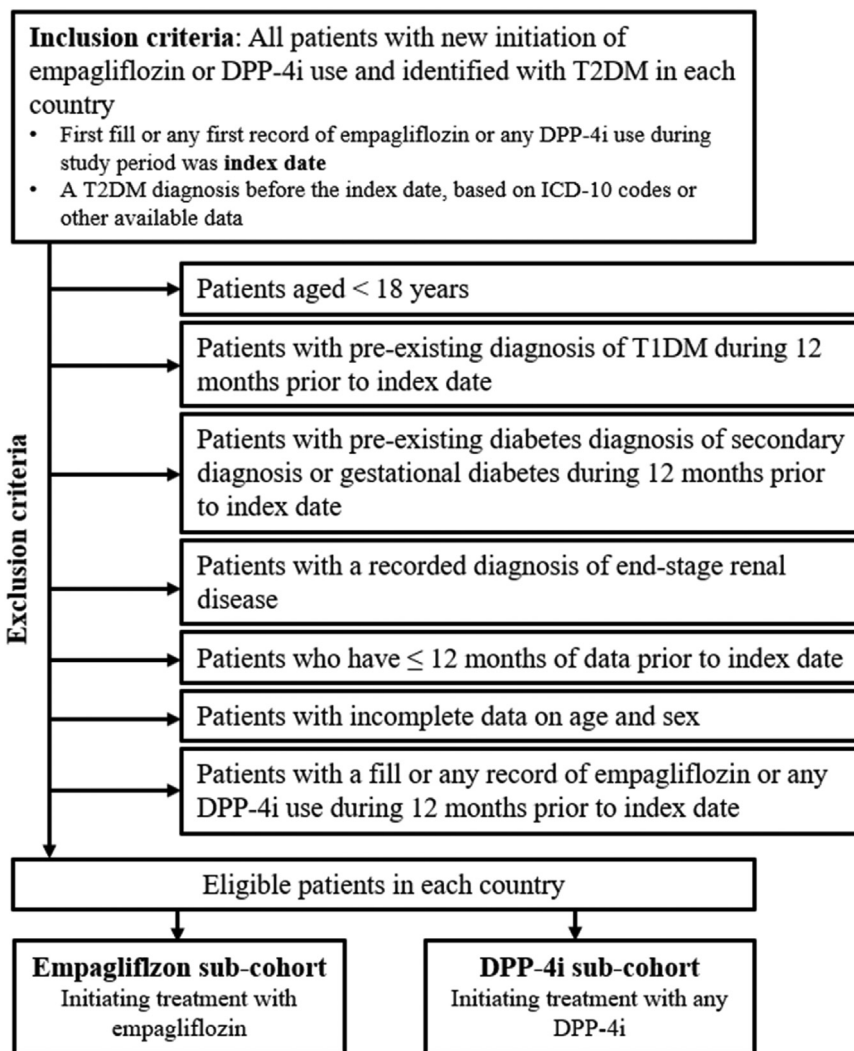 Inclusion criteria: All patients with new initiation of
empagliflozin or DPP-4i use and identified with T2DM in each
country
• First fill or any first record of empagliflozin or any DPP-4i use during
study period was index date
• A T2DM diagnosis before the index date, based on ICD-10 codes or
other available data
Exclusion criteria
Patients aged < 18 years
Patients with pre-existing diagnosis of T1DM during 12
months prior to index date
Patients with pre-existing diabetes diagnosis of secondary
diagnosis or gestational diabetes during 12 months prior
to index date
Patients with a recorded diagnosis of end-stage renal
disease
Patients who have ≤ 12 months of data prior to index date
Patients with incomplete data on age and sex
Patients with a fill or any record of empagliflozin or any
DPP-4i use during 12 months prior to index date
Eligible patients in each country
Empagliflzon sub-cohort
Initiating treatment with
empagliflozin
DPP-4i sub-cohort
Initiating treatment with any
DPP-4i